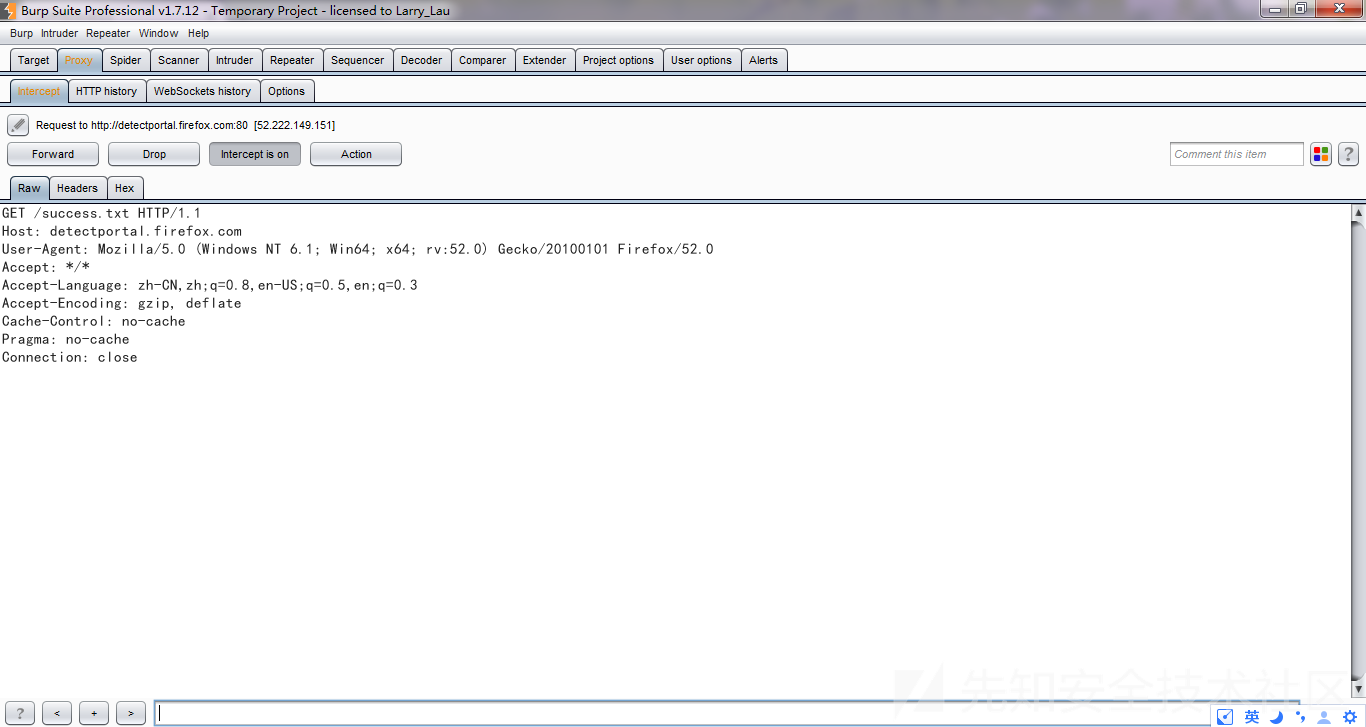 Burp Suite Professional v1.7.12 - Temporary Project - licensed to Larry_Lau
Burp Intruder Repeater Window Help
Target Proxy Spider Scanner Intruder Repeater Sequencer Decoder Comparer Extender Project options User options Alerts
Intercept HTTP history WebSockets history Options
Request to http://detectportal.firefox.com:80 [52.222.149.151]
Forward Drop Intercept is on Action Comment this item ?
Raw Headers Hex
GET /success.txt HTTP/1.1
Host: detectportal.firefox.com
User-Agent: Mozilla/5.0 (Windows NT 6.1; Win64; x64; rv:52.0) Gecko/20100101 Firefox/52.0
Accept: */*
Accept-Language: zh-CN,zh;q=0.8,en-US;q=0.5,en;q=0.3
Accept-Encoding: gzip, deflate
Cache-Control: no-cache
Pragma: no-cache
Connection: close
先知安全技术社区
? < + >
英